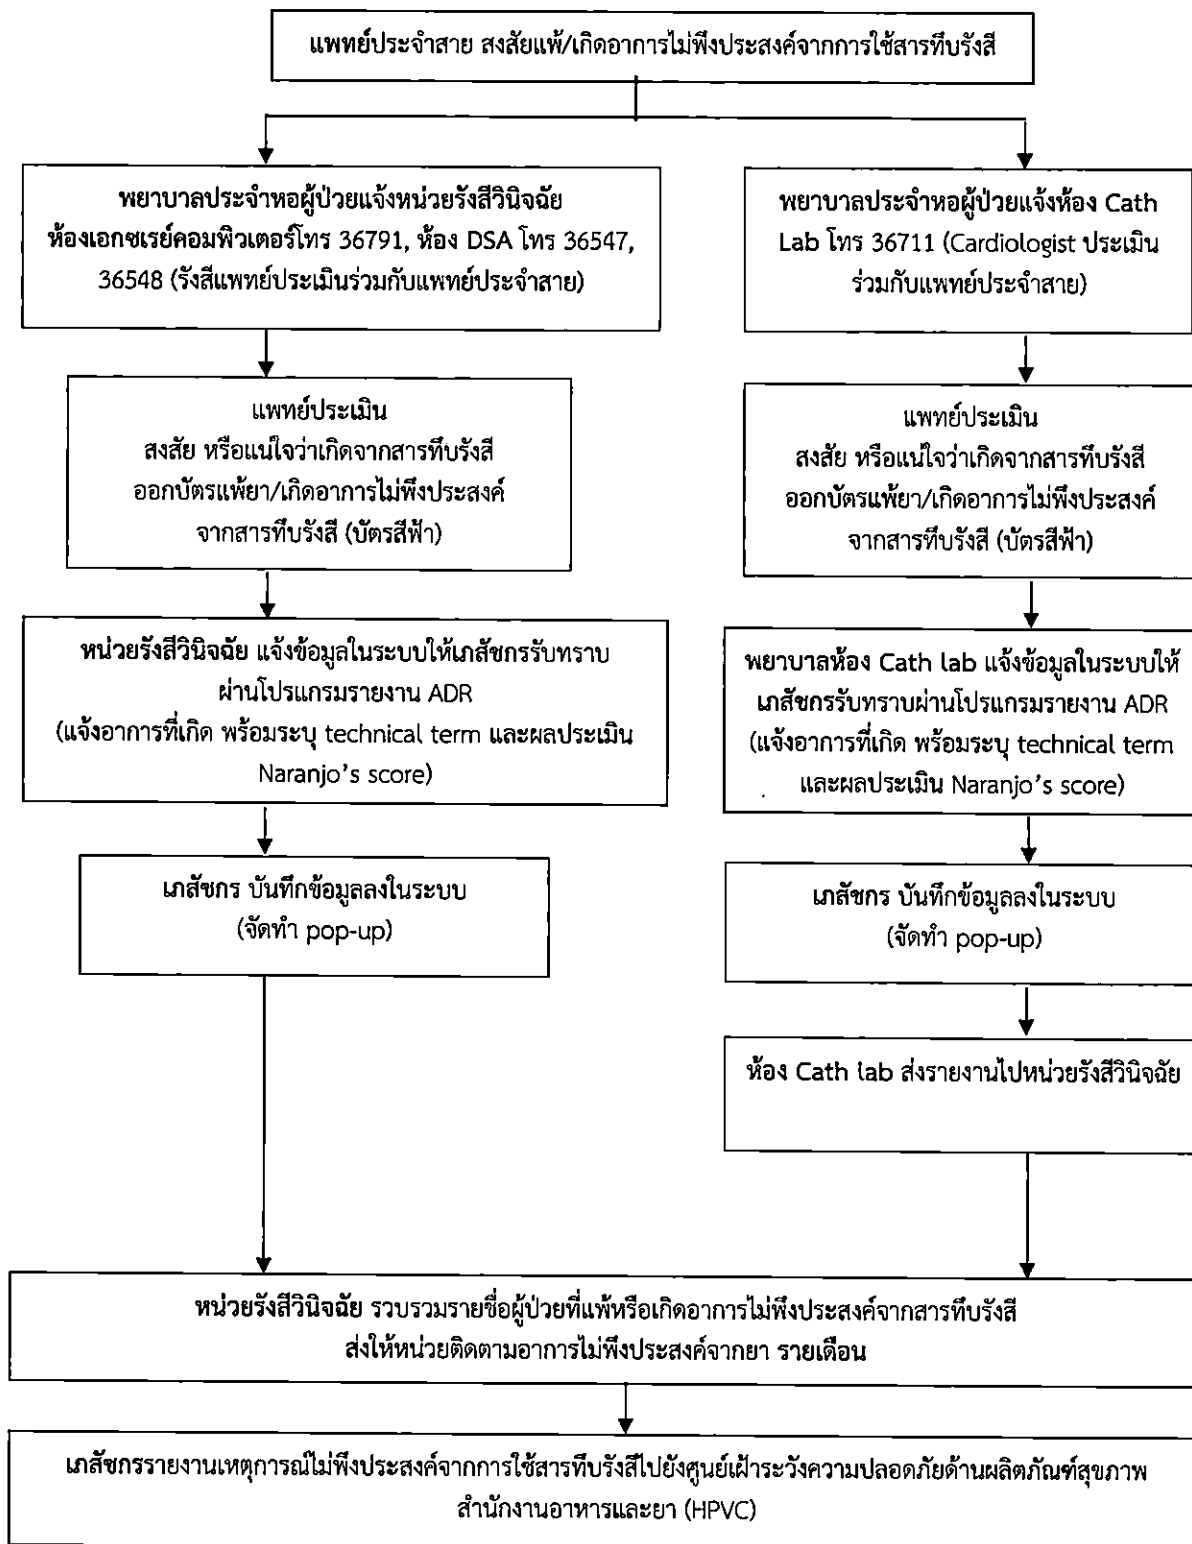 แพทย์ประจำสาย สงสัยแพ้/เกิดอาการไม่พึงประสงค์จากการใช้สารทึบรังสี
พยาบาลประจำหอผู้ป่วยแจ้งหน่วยรังสีวินิจฉัย
ห้องเอกซเรย์คอมพิวเตอร์โทร 36791, ห้อง DSA โทร 36547,
36548 (รังสีแพทย์ประเมินร่วมกับแพทย์ประจำสาย)
พยาบาลประจำหอผู้ป่วยแจ้งห้อง Cath
Lab โทร 36711 (Cardiologist ประเมิน
ร่วมกับแพทย์ประจำสาย)
แพทย์ประเมิน
สงสัย หรือแน่ใจว่าเกิดจากสารทึบรังสี
ออกบัตรแพ้ยา/เกิดอาการไม่พึงประสงค์
จากสารทึบรังสี (บัตรสีฟ้า)
แพทย์ประเมิน
สงสัย หรือแน่ใจว่าเกิดจากสารทึบรังสี
ออกบัตรแพ้ยา/เกิดอาการไม่พึงประสงค์
จากสารทึบรังสี (บัตรสีฟ้า)
หน่วยรังสีวินิจฉัย แจ้งข้อมูลในระบบให้เภสัชกรรับทราบ
ผ่านโปรแกรมรายงาน ADR
(แจ้งอาการที่เกิด พร้อมระบุ technical term และผลประเมิน
Naranjo's score)
พยาบาลห้อง Cath lab แจ้งข้อมูลในระบบให้
เภสัชกรรับทราบผ่านโปรแกรมรายงาน ADR
(แจ้งอาการที่เกิด พร้อมระบุ technical term
และผลประเมิน Naranjo's score)
เภสัชกร บันทึกข้อมูลลงในระบบ
(จัดทำ pop-up)
เภสัชกร บันทึกข้อมูลลงในระบบ
(จัดทำ pop-up)
ห้อง Cath lab ส่งรายงานไปหน่วยรังสีวินิจฉัย
หน่วยรังสีวินิจฉัย รวบรวมรายชื่อผู้ป่วยที่แพ้หรือเกิดอาการไม่พึงประสงค์จากสารทึบรังสี
ส่งให้หน่วยติดตามอาการไม่พึงประสงค์จากยา รายเดือน
เภสัชกรรายงานเหตุการณ์ไม่พึงประสงค์จากการใช้สารทึบรังสีไปยังศูนย์เฝ้าระวังความปลอดภัยด้านผลิตภัณฑ์สุขภาพ
สำนักงานอาหารและยา (HPVC)